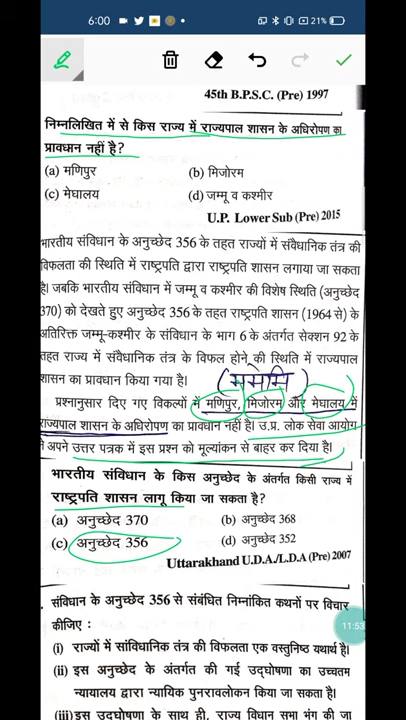 6:00
21%
45th B.P.S.C. (Pre) 1997
निम्नलिखित में से किस राज्य में राज्यपाल शासन के अधिरोपण का
प्रावधान नहीं है?
(a) मणिपुर (b) मिजोरम
(c) मेघालय (d) जम्मू व कश्मीर
U.P. Lower Sub (Pre) 2015
भारतीय संविधान के अनुच्छेद 356 के तहत राज्यों में संवैधानिक तंत्र की
विफलता की स्थिति में राष्ट्रपति द्वारा राष्ट्रपति शासन लगाया जा सकता
है। जबकि भारतीय संविधान में जम्मू व कश्मीर की विशेष स्थिति (अनुच्छेद
370) को देखते हुए अनुच्छेद 356 के तहत राष्ट्रपति शासन (1964 से) के
अतिरिक्त जम्मू-कश्मीर के संविधान के भाग 6 के अंतर्गत सेक्शन 92 के
तहत राज्य में संवैधानिक तंत्र के विफल होने की स्थिति में राज्यपाल
शासन का प्रावधान किया गया है। (ममेमि)
प्रश्नानुसार दिए गए विकल्पों में मणिपुर, मिजोरम और मेघालय में
राज्यपाल शासन के अधिरोपण का प्रावधान नहीं है। उ.प्र. लोक सेवा आयोग
ने अपने उत्तर पत्रक में इस प्रश्न को मूल्यांकन से बाहर कर दिया है।
भारतीय संविधान के किस अनुच्छेद के अंतर्गत किसी राज्य में
राष्ट्रपति शासन लागू किया जा सकता है?
(a) अनुच्छेद 370 (b) अनुच्छेद 368
(c) अनुच्छेद 356 (d) अनुच्छेद 352
Uttarakhand U.D.A./L.D.A (Pre) 2007
. संविधान के अनुच्छेद 356 से संबंधित निम्नांकित कथनों पर विचार
कीजिए :
11:53
(i) राज्यों में सांविधानिक तंत्र की विफलता एक वस्तुनिष्ठ यथार्थ है।
(ii) इस अनुच्छेद के अंतर्गत की गई उद्घोषणा का उच्चतम
न्यायालय द्वारा न्यायिक पुनरावलोकन किया जा सकता है।
(iii) इस उद्घोषणा के साथ ही, राज्य विधान सभा भंग की जा